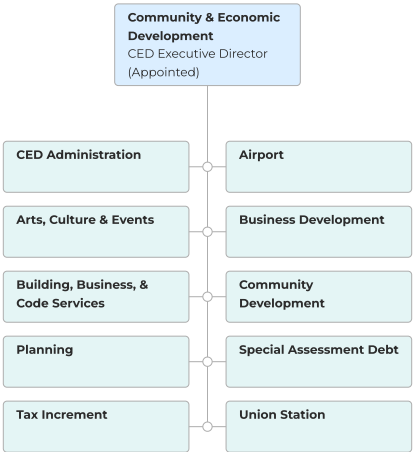 Community & Economic
Development
CED Executive Director
(Appointed)
CED Administration
Airport
Arts, Culture & Events
Business Development
Building, Business, &
Code Services
Community
Development
Planning
Special Assessment Debt
Tax Increment
Union Station